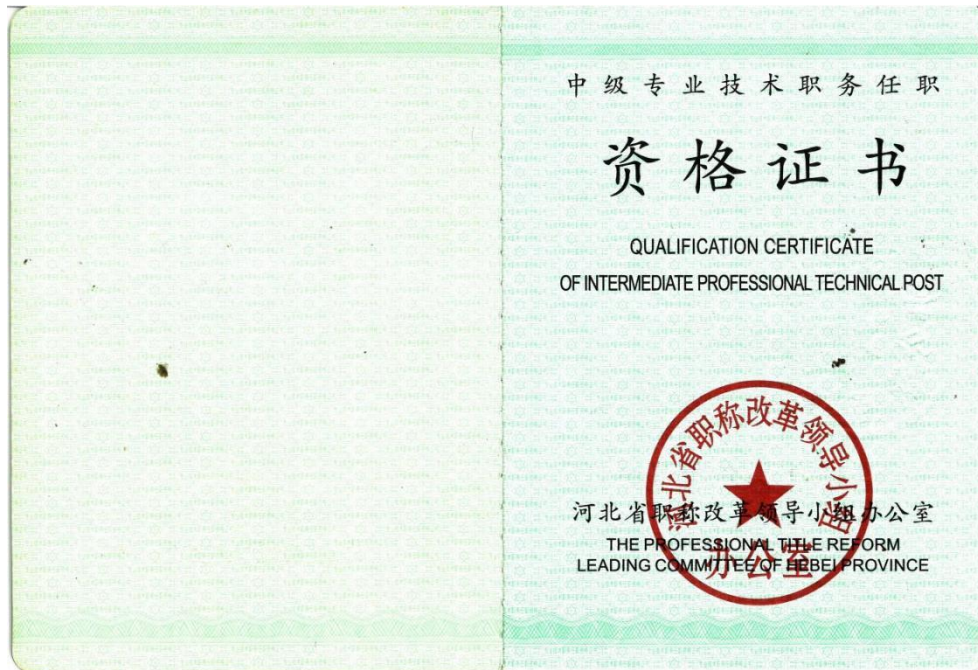 中级专业技术职务任职
资格证书
QUALIFICATION CERTIFICATE
OF INTERMEDIATE PROFESSIONAL TECHNICAL POST
河北省职称改革领导小组
办公室
河北省职称改革领导小组办公室
THE PROFESSIONAL TITLE REFORM
LEADING COMMITTEE OF HEBEI PROVINCE